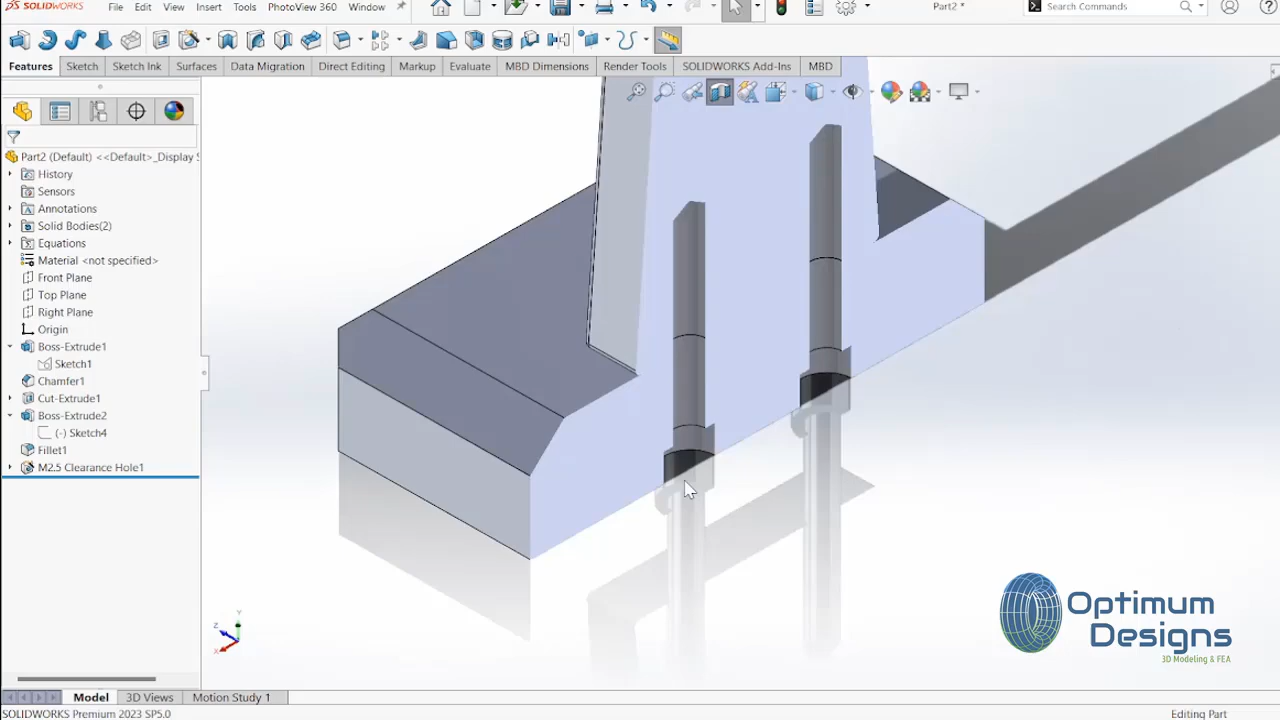 SOLIDWORKS File Edit View Insert Tools PhotoView 360 Window Part2 * Search Commands
Features Sketch Sketch Ink Surfaces Data Migration Direct Editing Markup Evaluate MBD Dimensions Render Tools SOLIDWORKS Add-Ins MBD
Part2 (Default) <<Default>_Display S
History
Sensors
Annotations
Solid Bodies(2)
Equations
Material <not specified>
Front Plane
Top Plane
Right Plane
Origin
Boss-Extrude1
Sketch1
Chamfer1
Cut-Extrude1
Boss-Extrude2
(-) Sketch4
Fillet1
M2.5 Clearance Hole1
Y
Z
X
Optimum
Designs
3D Modeling & FEA
Model 3D Views Motion Study 1
SOLIDWORKS Premium 2023 SP5.0 Editing Part